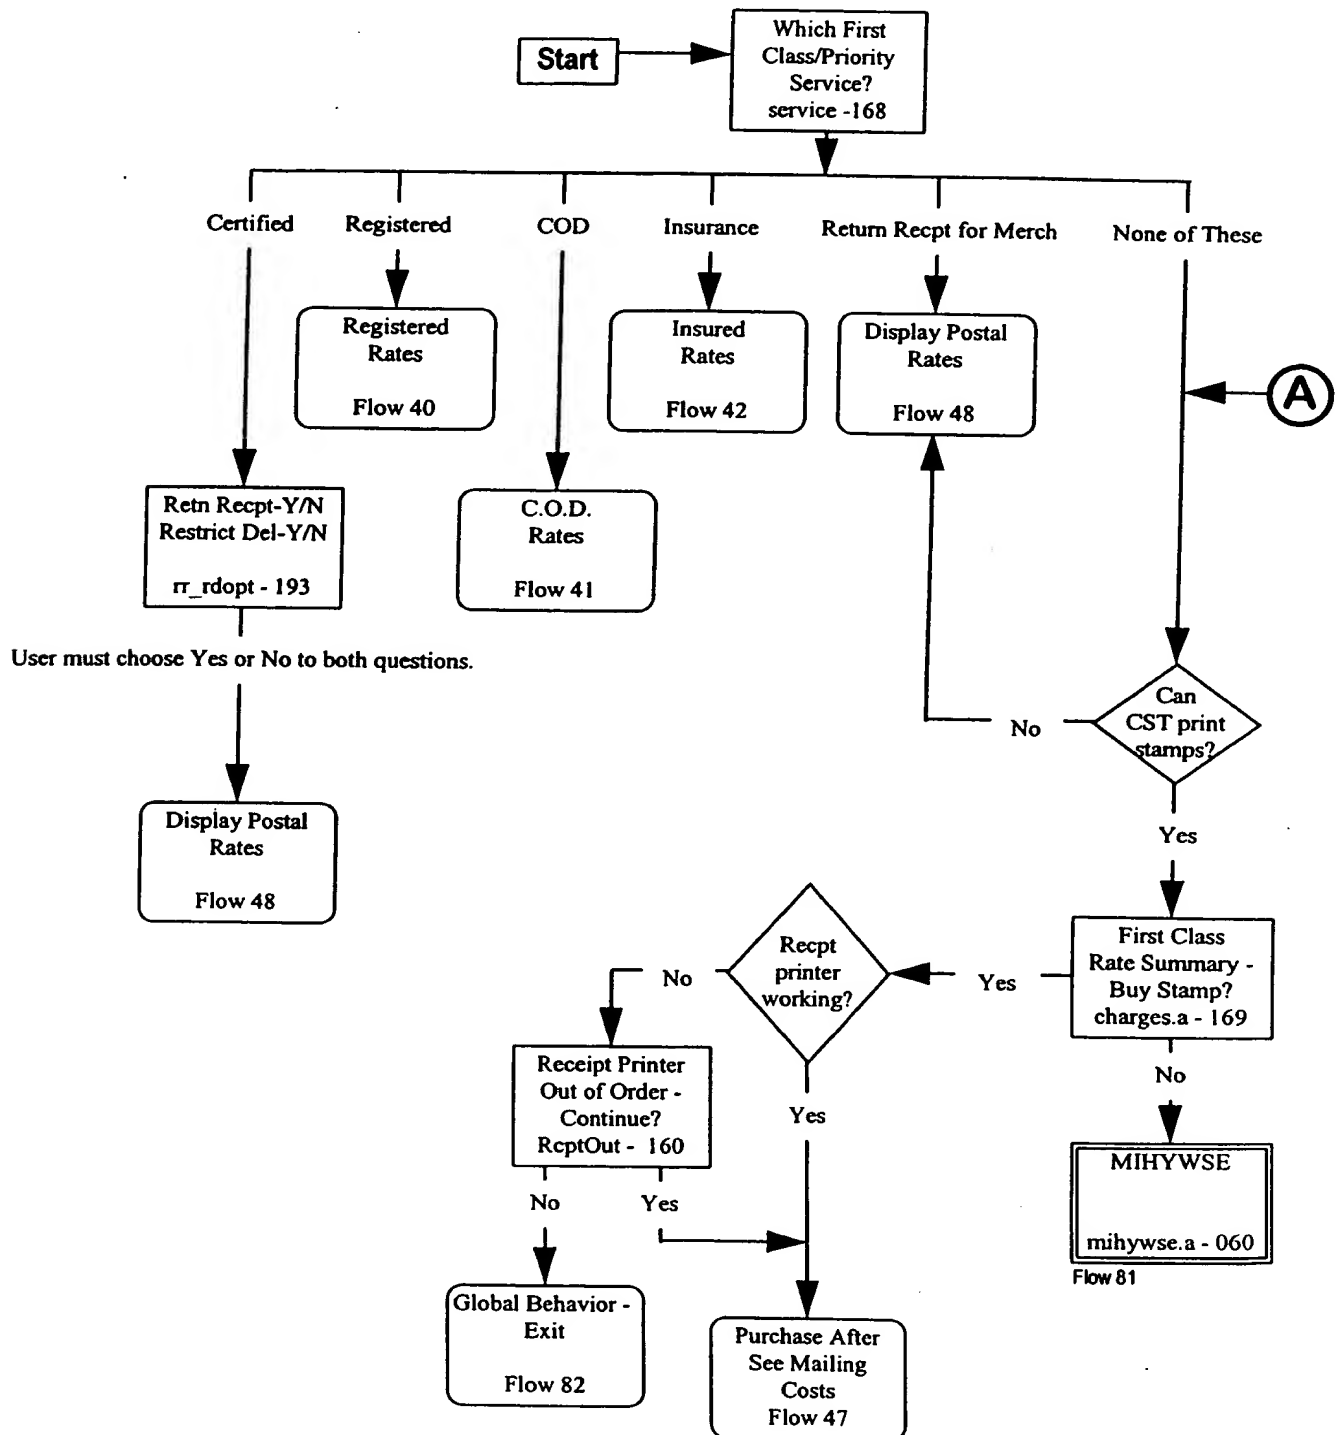 Start
Which First
Class/Priority
Service?
service -168
Certified
Registered
COD
Insurance
Return Recpt for Merch
None of These
Registered
Rates
Flow 40
Insured
Rates
Flow 42
Display Postal
Rates
Flow 48
A
Retn Recpt-Y/N
Restrict Del-Y/N
rr_rdopt - 193
C.O.D.
Rates
Flow 41
User must choose Yes or No to both questions.
Can
CST print
stamps?
No
Yes
Display Postal
Rates
Flow 48
First Class
Rate Summary -
Buy Stamp?
charges.a - 169
Yes
Recpt
printer
working?
No
Receipt Printer
Out of Order -
Continue?
RcptOut - 160
Yes
No
No
Yes
MIHYWSE
mihywse.a - 060
Flow 81
Global Behavior -
Exit
Flow 82
Purchase After
See Mailing
Costs
Flow 47